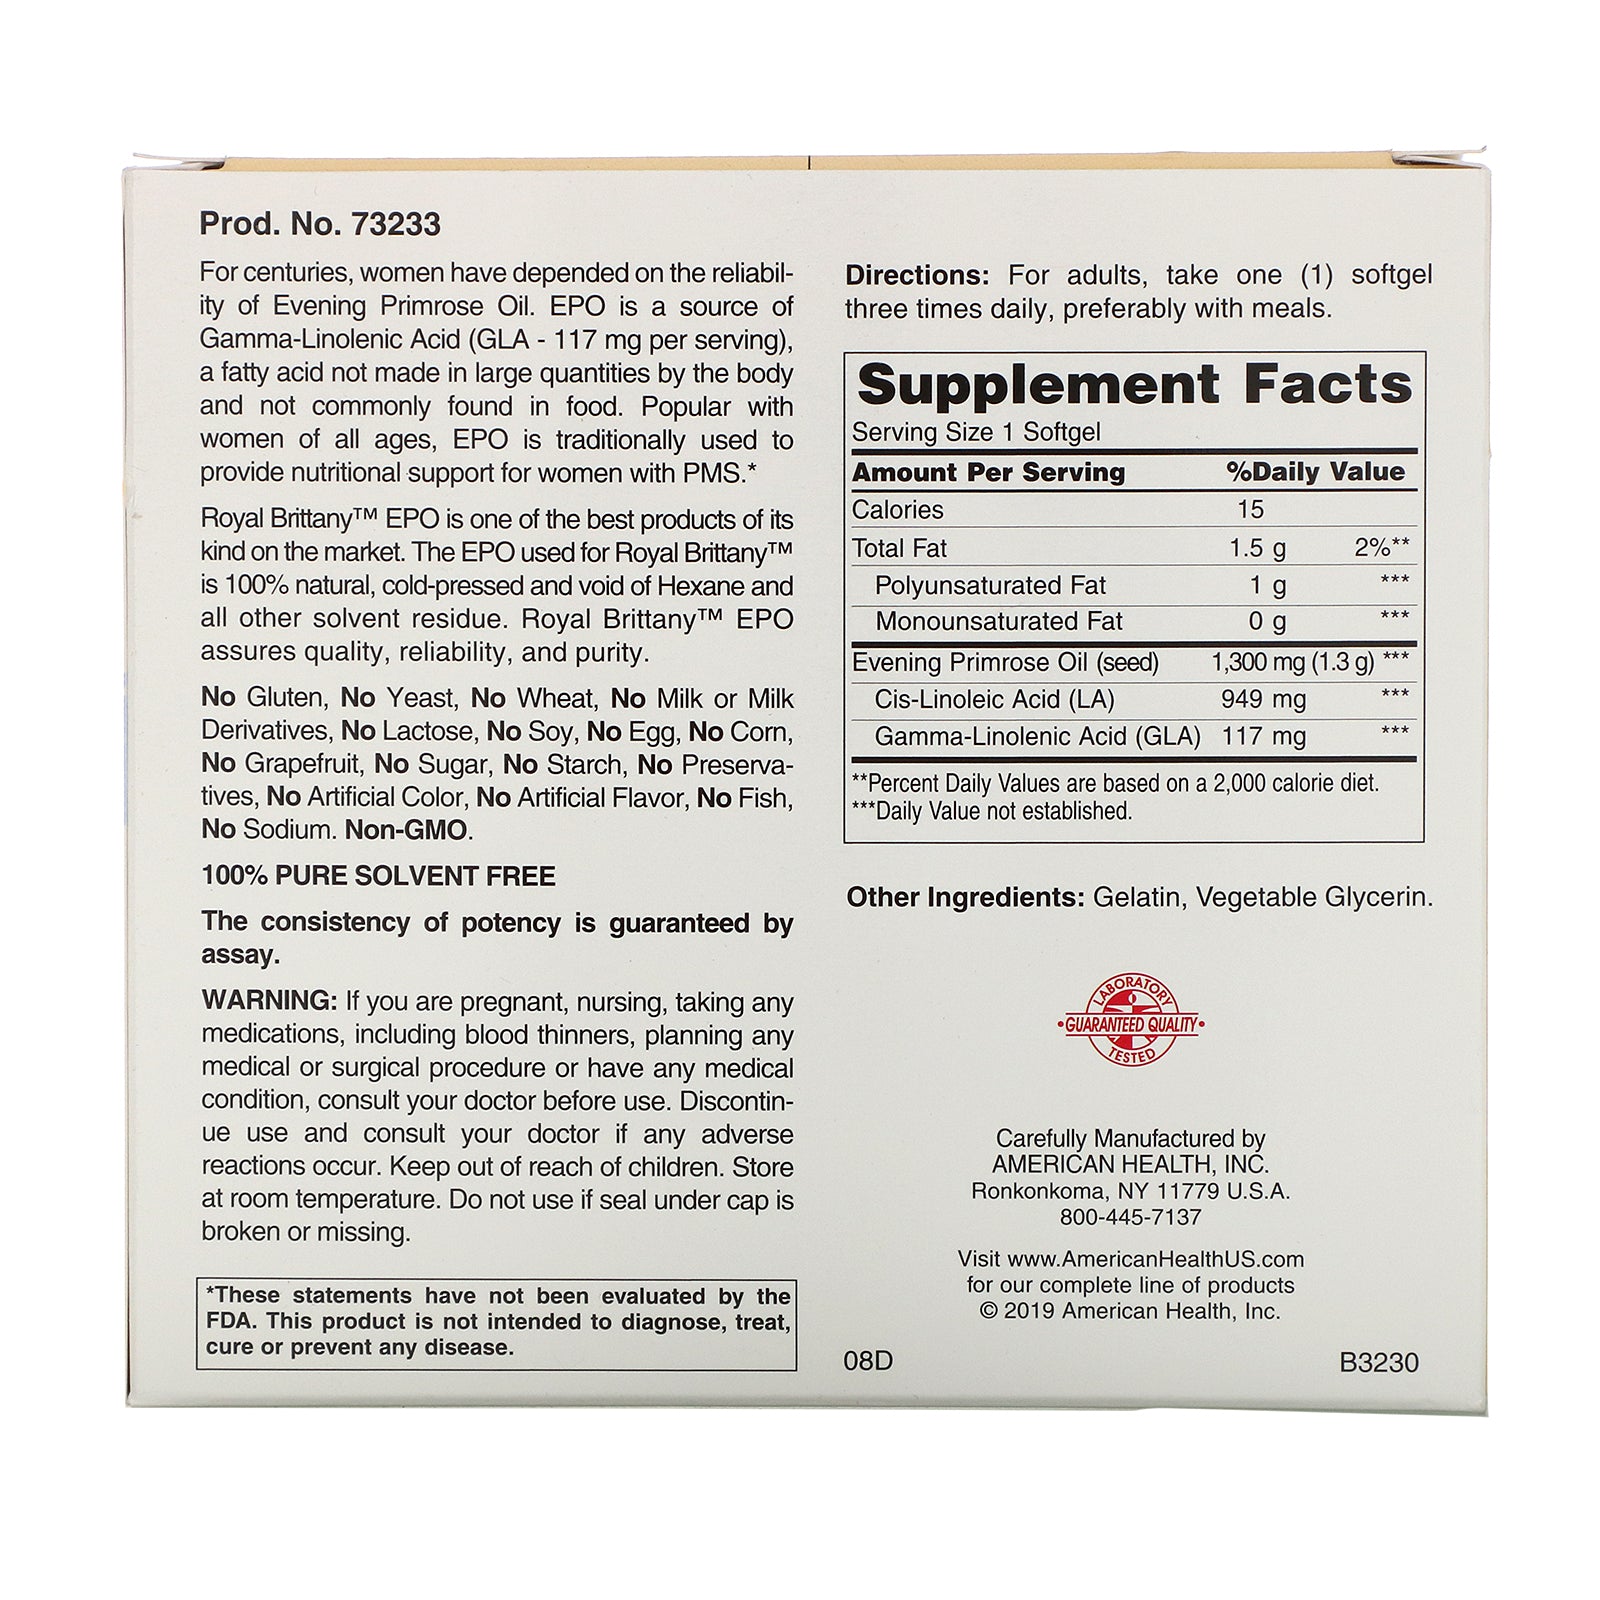 Prod. No. 73233
For centuries, women have depended on the reliabil-
ity of Evening Primrose Oil. EPO is a source of
Gamma-Linolenic Acid (GLA - 117 mg per serving),
a fatty acid not made in large quantities by the body
and not commonly found in food. Popular with
women of all ages, EPO is traditionally used to
provide nutritional support for women with PMS.*
Royal Brittany™ EPO is one of the best products of its
kind on the market. The EPO used for Royal Brittany™
is 100% natural, cold-pressed and void of Hexane and
all other solvent residue. Royal Brittany™ EPO
assures quality, reliability, and purity.
No Gluten, No Yeast, No Wheat, No Milk or Milk
Derivatives, No Lactose, No Soy, No Egg, No Corn,
No Grapefruit, No Sugar, No Starch, No Preserva-
tives, No Artificial Color, No Artificial Flavor, No Fish,
No Sodium. Non-GMO.
100% PURE SOLVENT FREE
The consistency of potency is guaranteed by
assay.
WARNING: If you are pregnant, nursing, taking any
medications, including blood thinners, planning any
medical or surgical procedure or have any medical
condition, consult your doctor before use. Discontin-
ue use and consult your doctor if any adverse
reactions occur. Keep out of reach of children. Store
at room temperature. Do not use if seal under cap is
broken or missing.
*These statements have not been evaluated by the
FDA. This product is not intended to diagnose, treat,
cure or prevent any disease.
Directions: For adults, take one (1) softgel
three times daily, preferably with meals.
Supplement Facts
Serving Size 1 Softgel
Amount Per Serving %Daily Value
Calories 15
Total Fat 1.5 g 2%**
Polyunsaturated Fat 1 g ***
Monounsaturated Fat 0 g ***
Evening Primrose Oil (seed) 1,300 mg (1.3 g) ***
Cis-Linoleic Acid (LA) 949 mg ***
Gamma-Linolenic Acid (GLA) 117 mg ***
**Percent Daily Values are based on a 2,000 calorie diet.
***Daily Value not established.
Other Ingredients: Gelatin, Vegetable Glycerin.
LABORATORY
•GUARANTEED QUALITY•
TESTED
Carefully Manufactured by
AMERICAN HEALTH, INC.
Ronkonkoma, NY 11779 U.S.A.
800-445-7137
Visit www.AmericanHealthUS.com
for our complete line of products
© 2019 American Health, Inc.
08D B3230